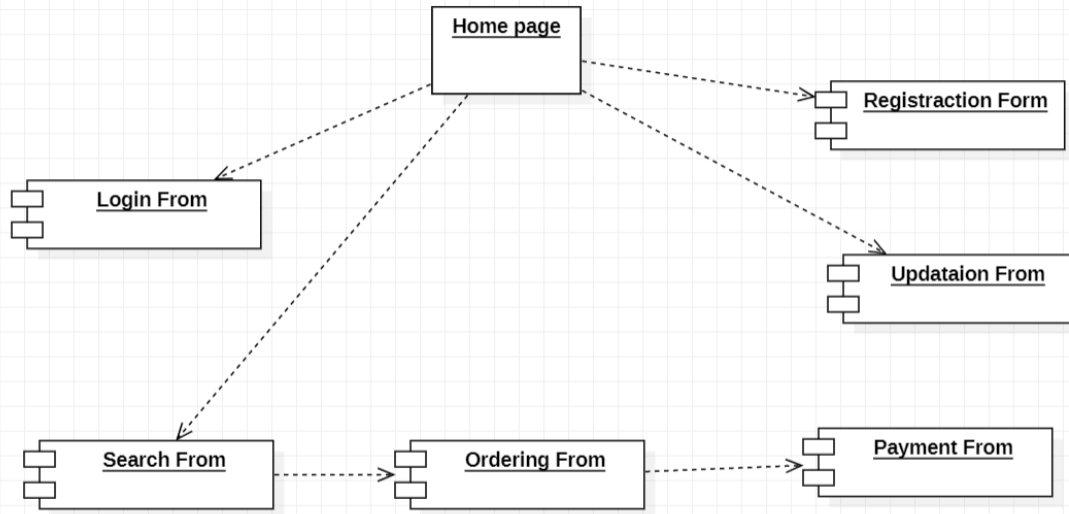 Home page
Registraction Form
Login From
Updataion From
Search From
Ordering From
Payment From